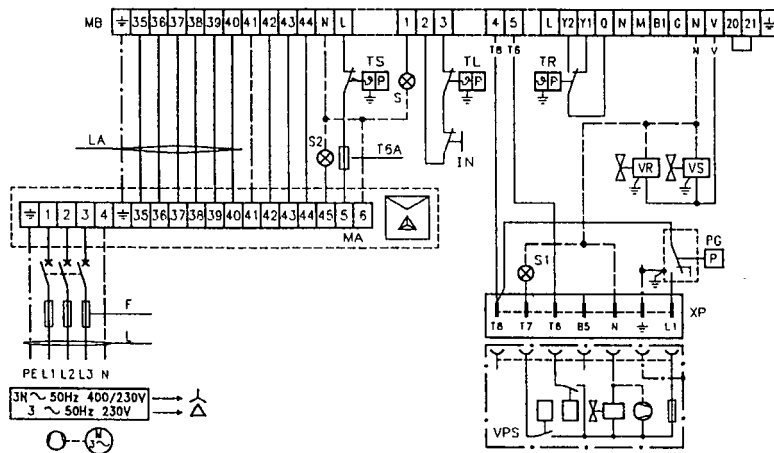 MB ⏚ 35 36 37 38 39 40 41 42 43 44 N L 1 2 3 4 5 L Y2 Y1 Q N M B1 G N V 20 21 ⏚
T8 T6 N V
TS TL TR
P P P
S
LA S2 T6A IN
VR VS
⏚ 1 2 3 4 ⏚ 35 36 37 38 39 40 41 42 43 44 45 5 6
MA
PG
P
S1
F
XP
T8 T7 T6 B5 N ⏚ L1
L
PE L1 L2 L3 N
3N ~ 50Hz 400/230V
3 ~ 50Hz 230V
VPS
M
3~